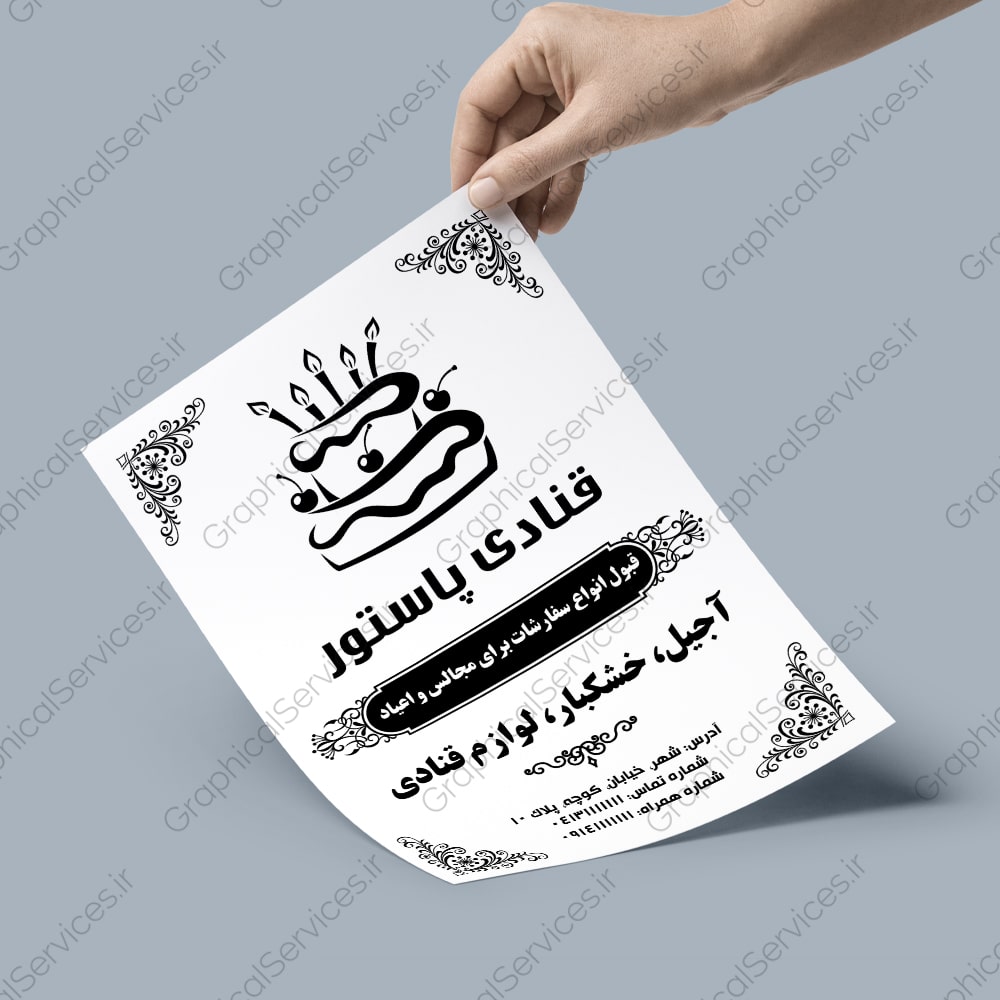 قنادی پاستور
قبول انواع سفارشات برای مجالس و اعیاد
آجیل، خشکبار، لوازم قنادی
آدرس: شهر، خیابان، کوچه، پلاک ۱۰
شماره تماس: ۰۴۱۳۱۱۱۱۱۱۱
شماره همراه: ۰۹۱۴۱۱۱۱۱۱۱
GraphicalServices.ir